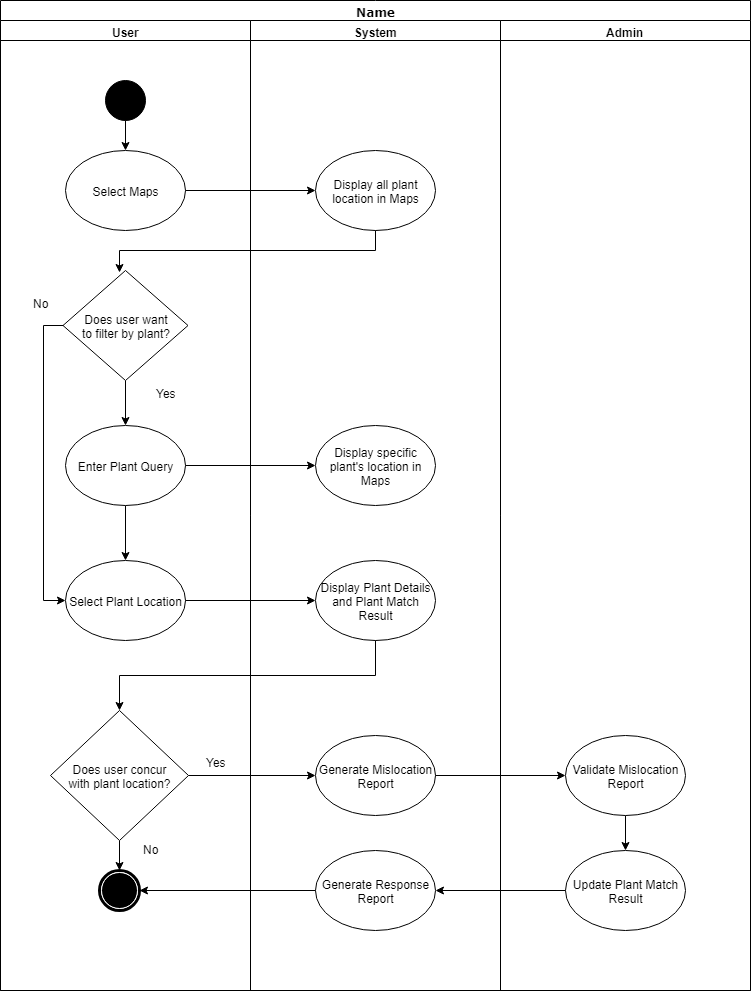 Name
User
System
Admin
Select Maps
Display all plant
location in Maps
No
Does user want
to filter by plant?
Yes
Enter Plant Query
Display specific
plant's location in
Maps
Select Plant Location
Display Plant Details
and Plant Match
Result
Does user concur
with plant location?
Yes
Generate Mislocation
Report
Validate Mislocation
Report
No
Generate Response
Report
Update Plant Match
Result